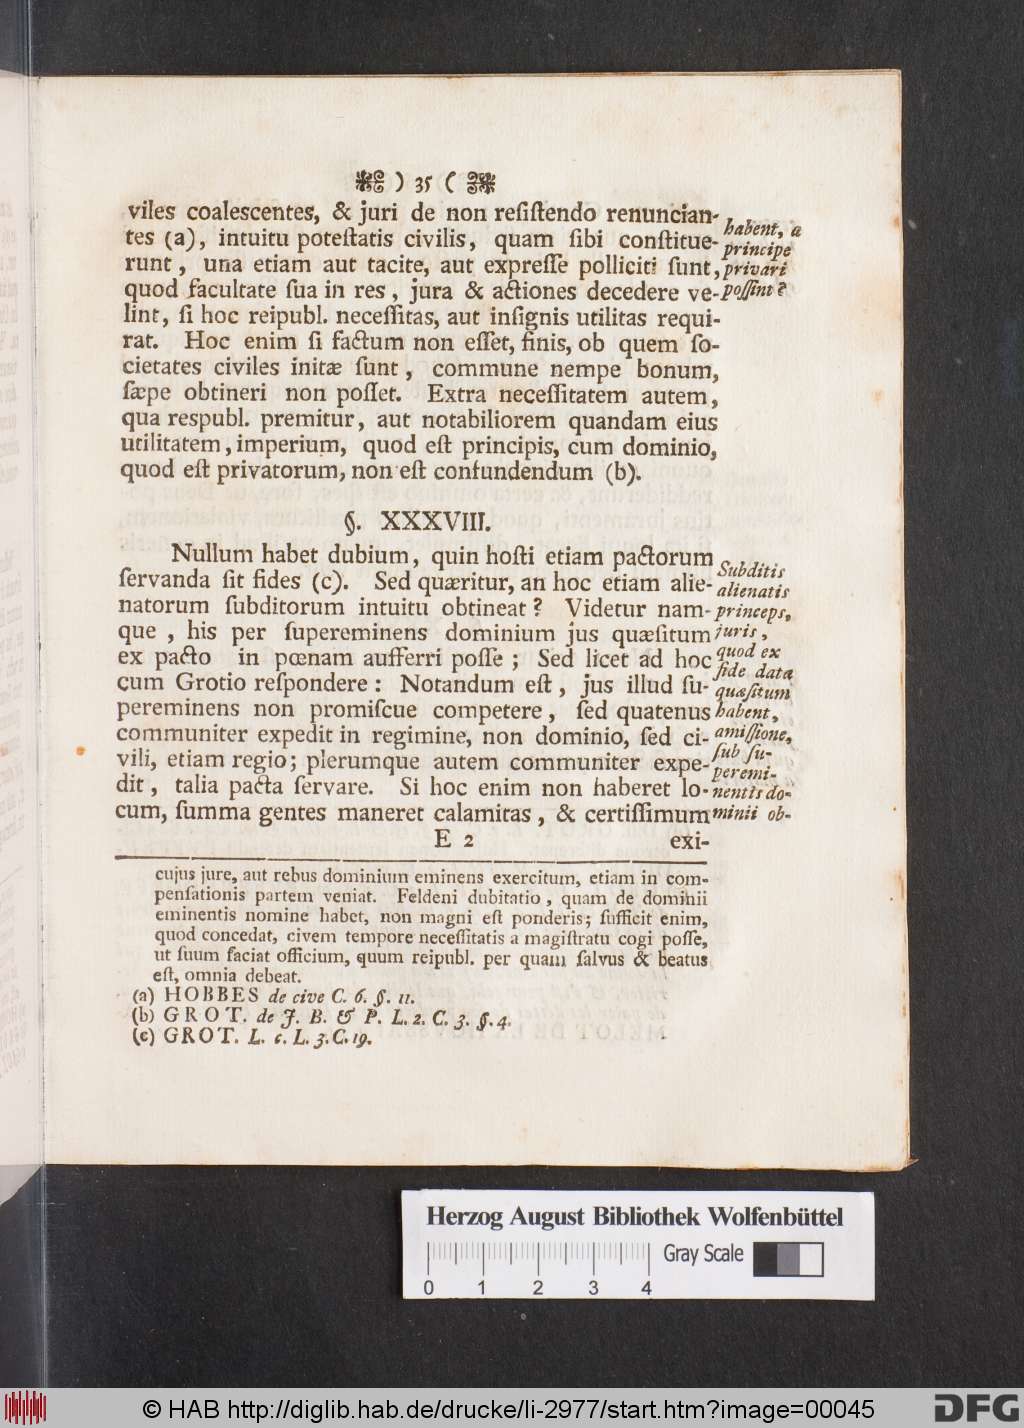 ) 35 (
viles coalescentes, & juri de non resistendo renuncian-
tes (a), intuitu potestatis civilis, quam sibi constitue-
runt, una etiam aut tacite, aut expresse polliciti sunt,
quod facultate sua in res, jura & actiones decedere ve-
lint, si hoc reipubl. necessitas, aut insignis utilitas requi-
rat. Hoc enim si factum non esset, finis, ob quem so-
cietates civiles initæ sunt, commune nempe bonum,
sæpe obtineri non posset. Extra necessitatem autem,
qua respubl. premitur, aut notabiliorem quandam eius
utilitatem, imperium, quod est principis, cum dominio,
quod est privatorum, non est confundendum (b).
habent, a
principe
privari
possint?
§. XXXVIII.
Nullum habet dubium, quin hosti etiam pactorum
servanda sit fides (c). Sed quæritur, an hoc etiam alie-
natorum subditorum intuitu obtineat? Videtur nam-
que, his per supereminens dominium jus quæsitum
ex pacto in pœnam aufferri posse; Sed licet ad hoc
cum Grotio respondere: Notandum est, jus illud su-
pereminens non promiscue competere, sed quatenus
communiter expedit in regimine, non dominio, sed ci-
vili, etiam regio; plerumque autem communiter expe-
dit, talia pacta servare. Si hoc enim non haberet lo-
cum, summa gentes maneret calamitas, & certissimum
Subditis
alienatis
princeps,
juris,
quod ex
fide data
quæsitum
habent,
amissione,
sub su-
peremi-
nentis do-
minii ob-
E 2 exi-
cujus jure, aut rebus dominium eminens exercitum, etiam in com-
pensationis partem veniat. Feldeni dubitatio, quam de dominii
eminentis nomine habet, non magni est ponderis; sufficit enim,
quod concedat, civem tempore necessitatis a magistratu cogi posse,
ut suum faciat officium, quum reipubl. per quam salvus & beatus
est, omnia debeat.
(a) HOBBES de cive C. 6. §. 11.
(b) GROT. de J. B. & P. L. 2. C. 3. §. 4.
(c) GROT. L. c. L. 3. C. 19.
Herzog August Bibliothek Wolfenbüttel
Gray Scale
0 1 2 3 4
© HAB http://diglib.hab.de/drucke/li-2977/start.htm?image=00045
DFG